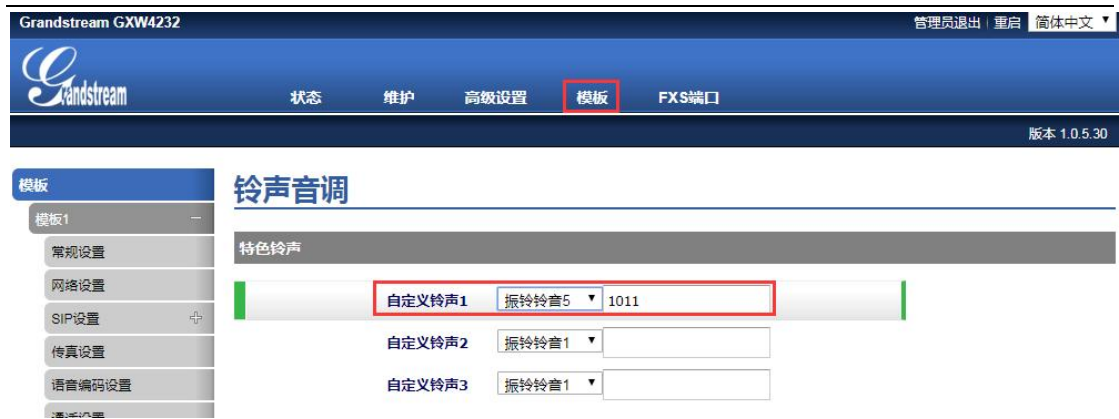 Grandstream GXW4232 管理员退出 | 重启 简体中文
Grandstream
状态 维护 高级设置 模板 FXS端口
版本 1.0.5.30
模板
铃声音调
模板1
特色铃声
常规设置
网络设置
自定义铃声1 振铃铃音5 1011
SIP设置
自定义铃声2 振铃铃音1
传真设置
自定义铃声3 振铃铃音1
语音编码设置
通话设置